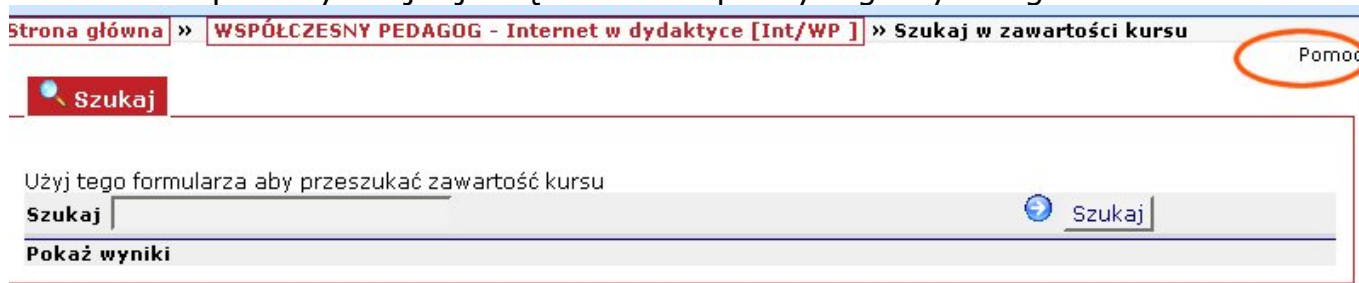 Strona główna » WSPÓŁCZESNY PEDAGOG - Internet w dydaktyce [Int/WP ] » Szukaj w zawartości kursu
Pomoc
Szukaj
Użyj tego formularza aby przeszukać zawartość kursu
Szukaj Szukaj
Pokaż wyniki